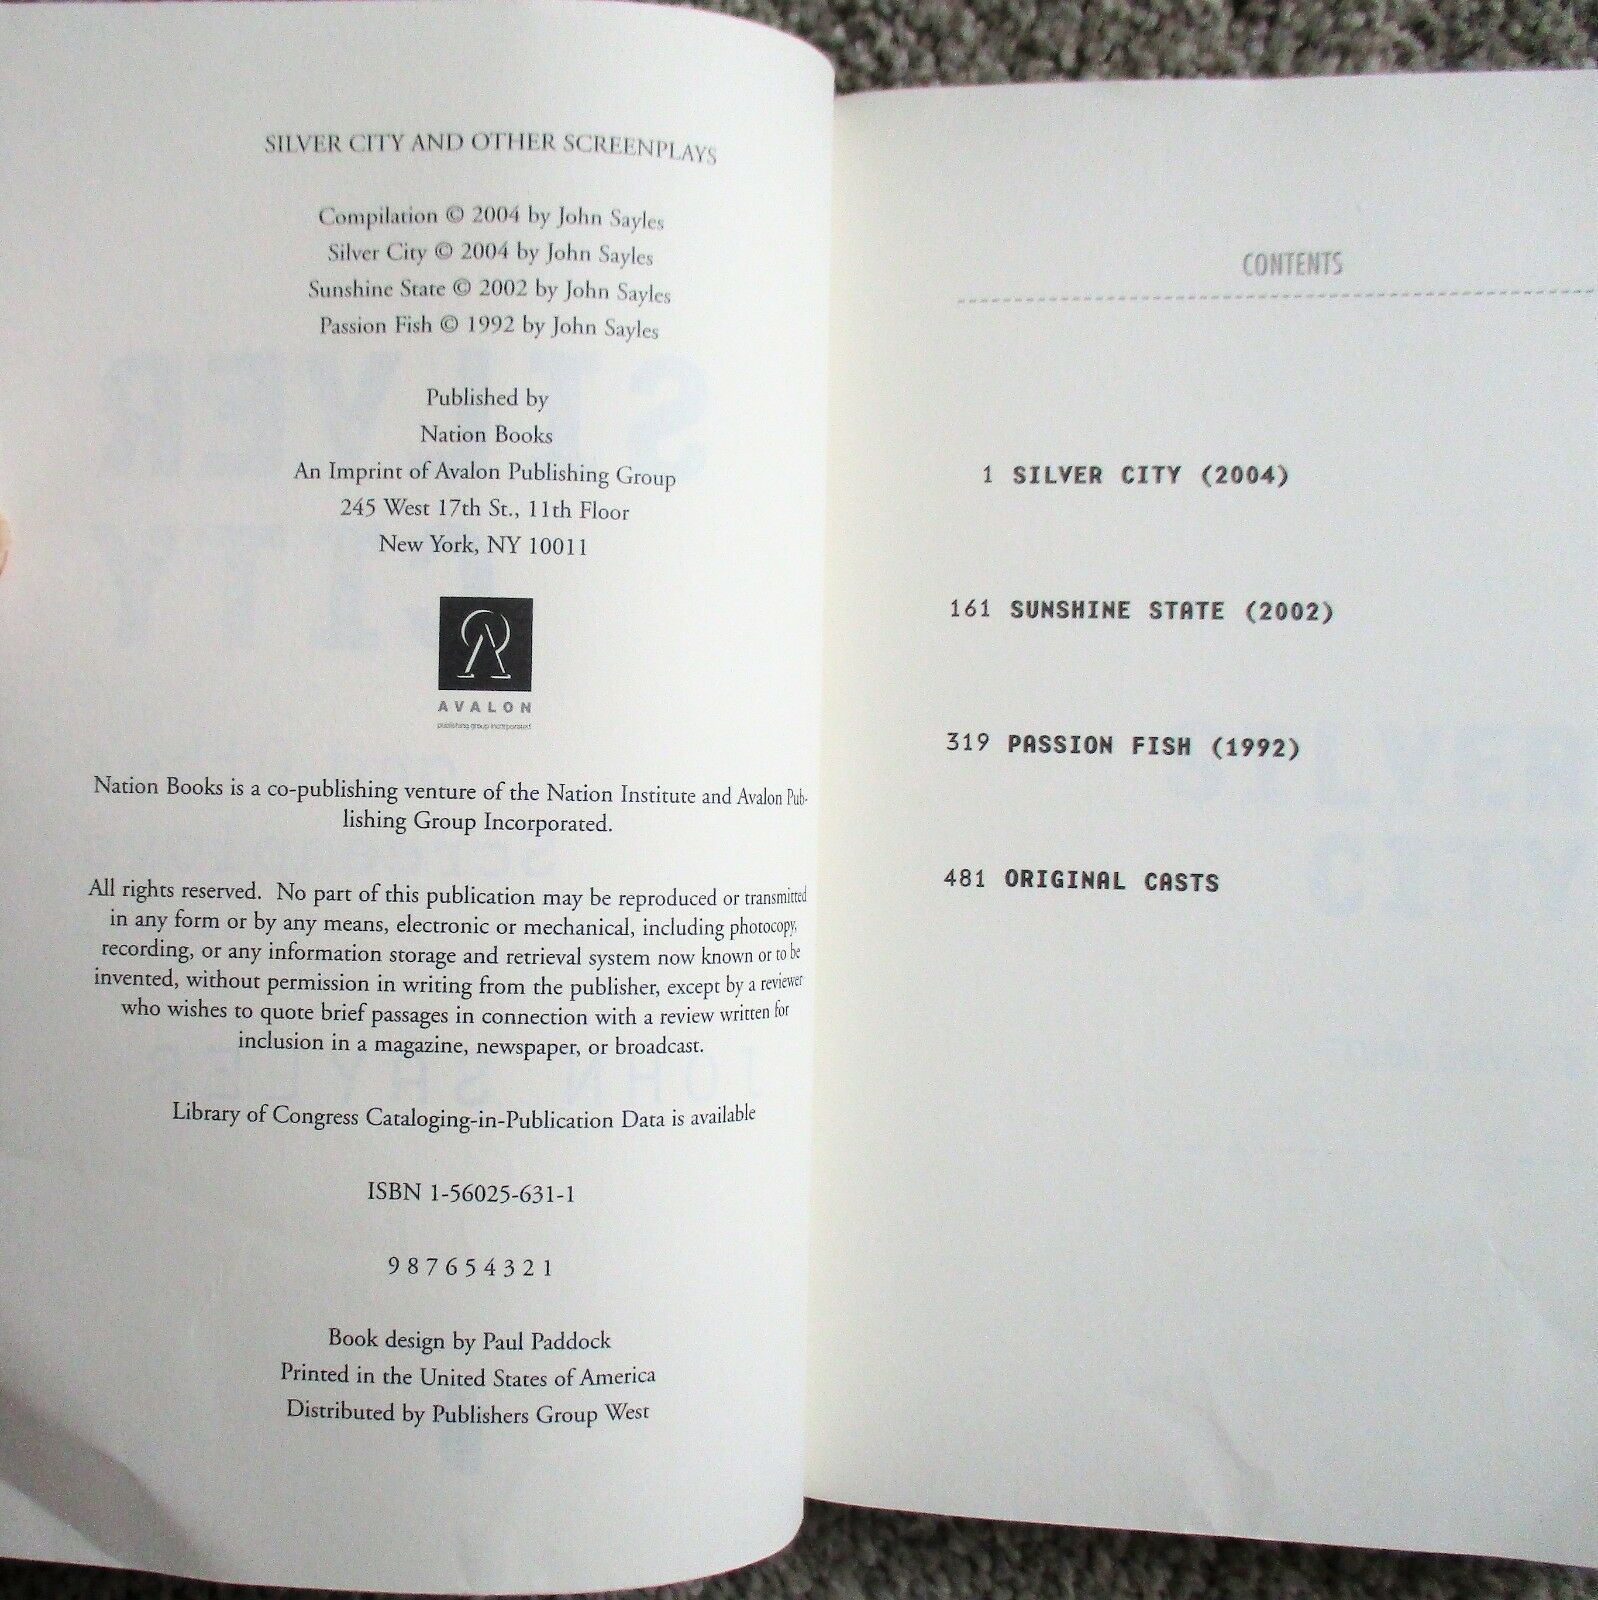 SILVER CITY AND OTHER SCREENPLAYS
Compilation © 2004 by John Sayles
Silver City © 2004 by John Sayles
Sunshine State © 2002 by John Sayles
Passion Fish © 1992 by John Sayles
Published by
Nation Books
An Imprint of Avalon Publishing Group
245 West 17th St., 11th Floor
New York, NY 10011
AVALON
publishing group incorporated
Nation Books is a co-publishing venture of the Nation Institute and Avalon Pub-
lishing Group Incorporated.
All rights reserved. No part of this publication may be reproduced or transmitted
in any form or by any means, electronic or mechanical, including photocopy,
recording, or any information storage and retrieval system now known or to be
invented, without permission in writing from the publisher, except by a reviewer
who wishes to quote brief passages in connection with a review written for
inclusion in a magazine, newspaper, or broadcast.
Library of Congress Cataloging-in-Publication Data is available
ISBN 1-56025-631-1
9 8 7 6 5 4 3 2 1
Book design by Paul Paddock
Printed in the United States of America
Distributed by Publishers Group West
CONTENTS
1 SILVER CITY (2004)
161 SUNSHINE STATE (2002)
319 PASSION FISH (1992)
481 ORIGINAL CASTS